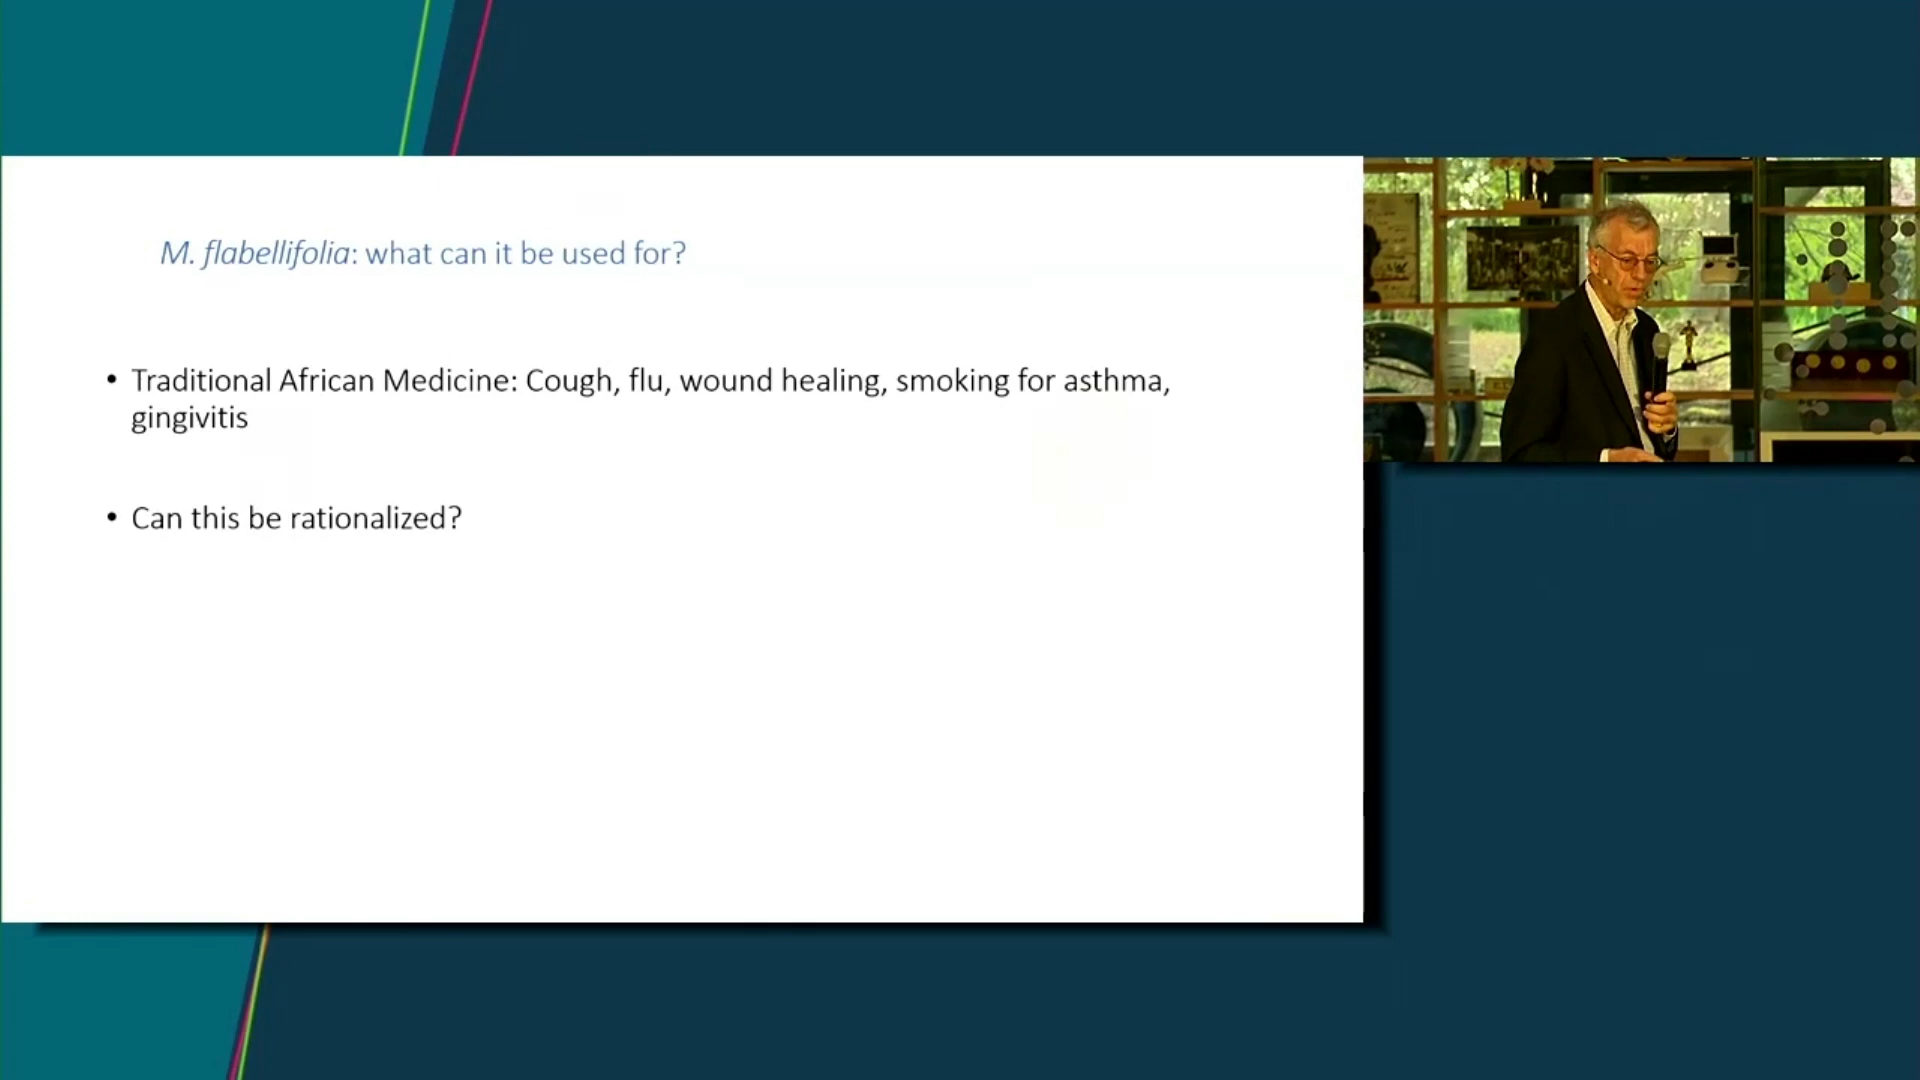 M. flabellifolia: what can it be used for?
• Traditional African Medicine: Cough, flu, wound healing, smoking for asthma,
gingivitis
• Can this be rationalized?